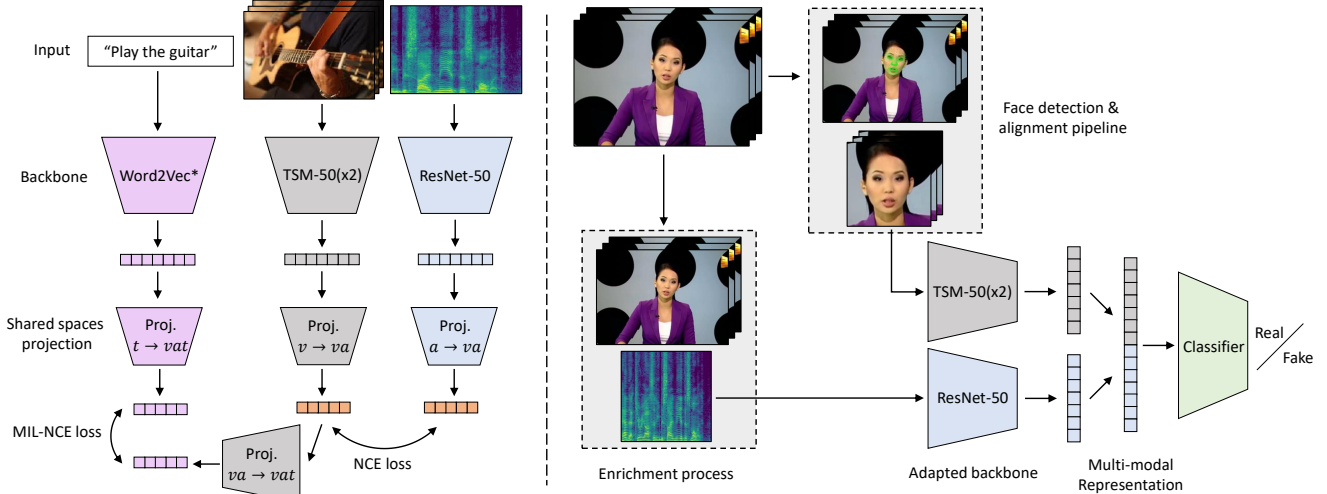 Input
“Play the guitar”
Backbone
Word2Vec*
TSM-50(x2)
ResNet-50
Shared spaces
projection
Proj.
t → vat
Proj.
v → va
Proj.
a → va
MIL-NCE loss
Proj.
va → vat
NCE loss
Face detection &
alignment pipeline
TSM-50(x2)
ResNet-50
Classifier
Real
Fake
Enrichment process
Adapted backbone
Multi-modal
Representation